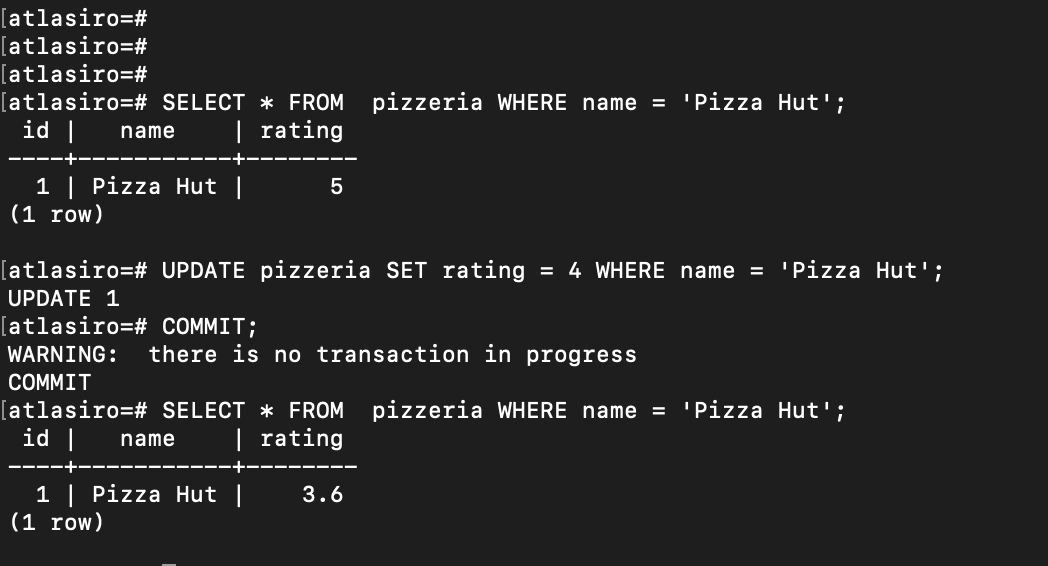 [atlasiro=#
[atlasiro=#
[atlasiro=#
[atlasiro=# SELECT * FROM  pizzeria WHERE name = 'Pizza Hut';
 id |   name    | rating
----+-----------+--------
  1 | Pizza Hut |      5
(1 row)

[atlasiro=# UPDATE pizzeria SET rating = 4 WHERE name = 'Pizza Hut';
UPDATE 1
[atlasiro=# COMMIT;
WARNING:  there is no transaction in progress
COMMIT
[atlasiro=# SELECT * FROM  pizzeria WHERE name = 'Pizza Hut';
 id |   name    | rating
----+-----------+--------
  1 | Pizza Hut |    3.6
(1 row)